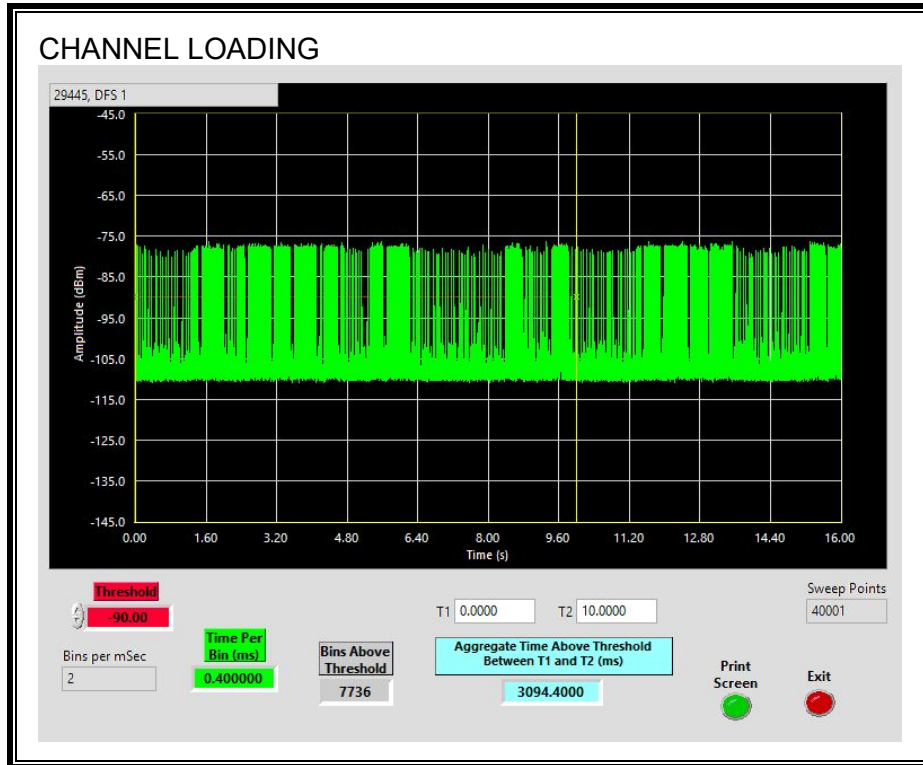 CHANNEL LOADING
29445, DFS 1
-45.0
-55.0
-65.0
-75.0
-85.0
-95.0
-105.0
-115.0
-125.0
-135.0
-145.0
Amplitude (dBm)
0.00 1.60 3.20 4.80 6.40 8.00 9.60 11.20 12.80 14.40 16.00
Time (s)
Threshold
-90.00
Bins per mSec
2
Time Per
Bin (ms)
0.400000
Bins Above
Threshold
7736
T1 0.0000 T2 10.0000
Aggregate Time Above Threshold
Between T1 and T2 (ms)
3094.4000
Sweep Points
40001
Print
Screen
Exit